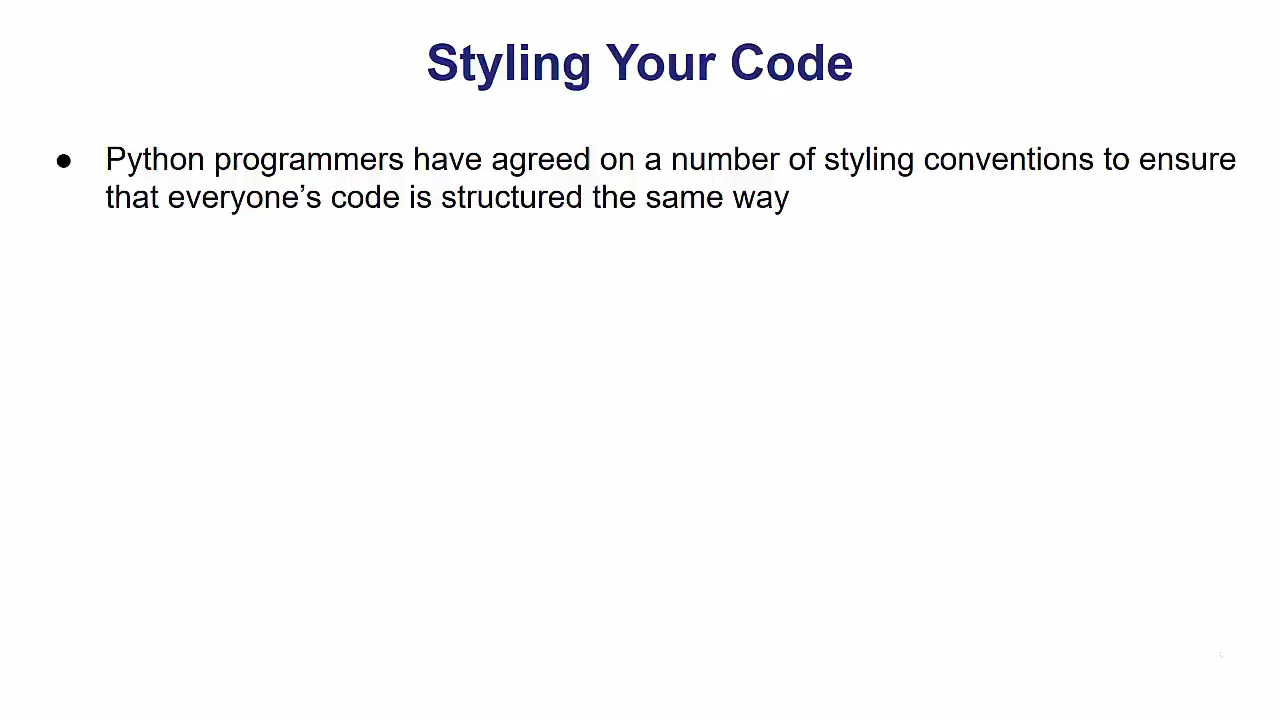 Styling Your Code
● Python programmers have agreed on a number of styling conventions to ensure
that everyone’s code is structured the same way